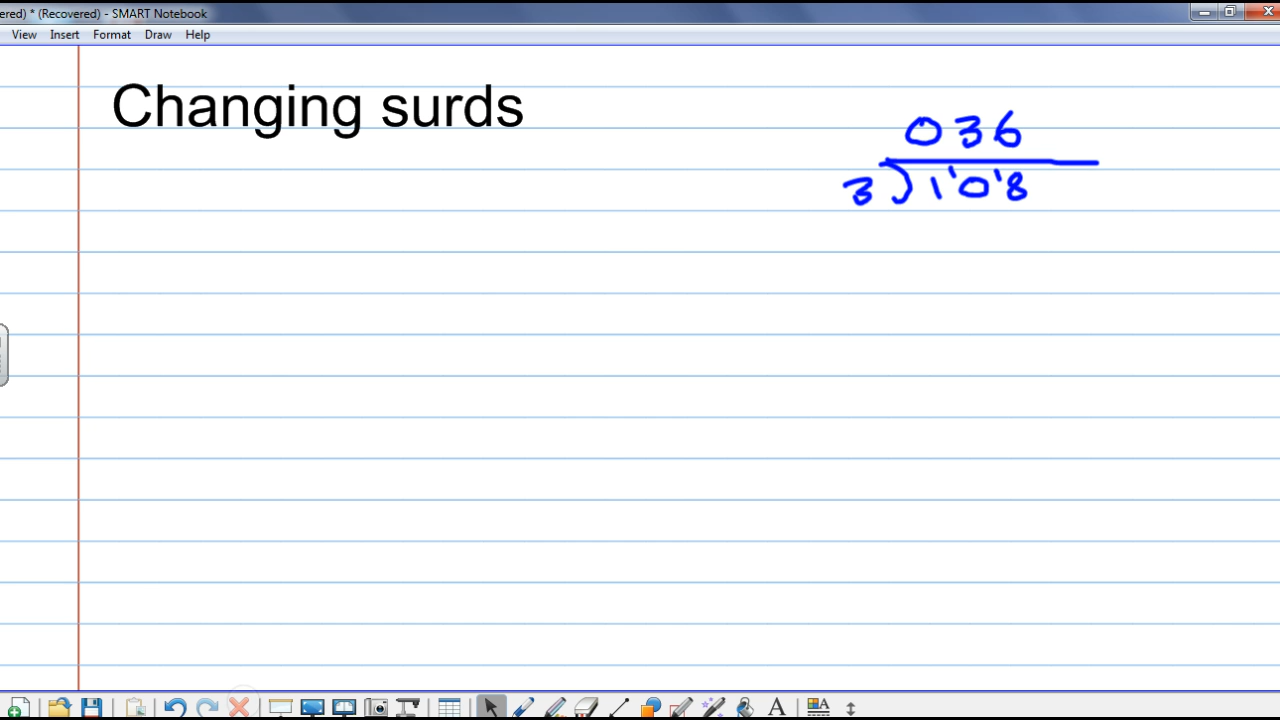 ered) * (Recovered) - SMART Notebook
View Insert Format Draw Help
Changing surds
036
3 ) 1'0'8
A A